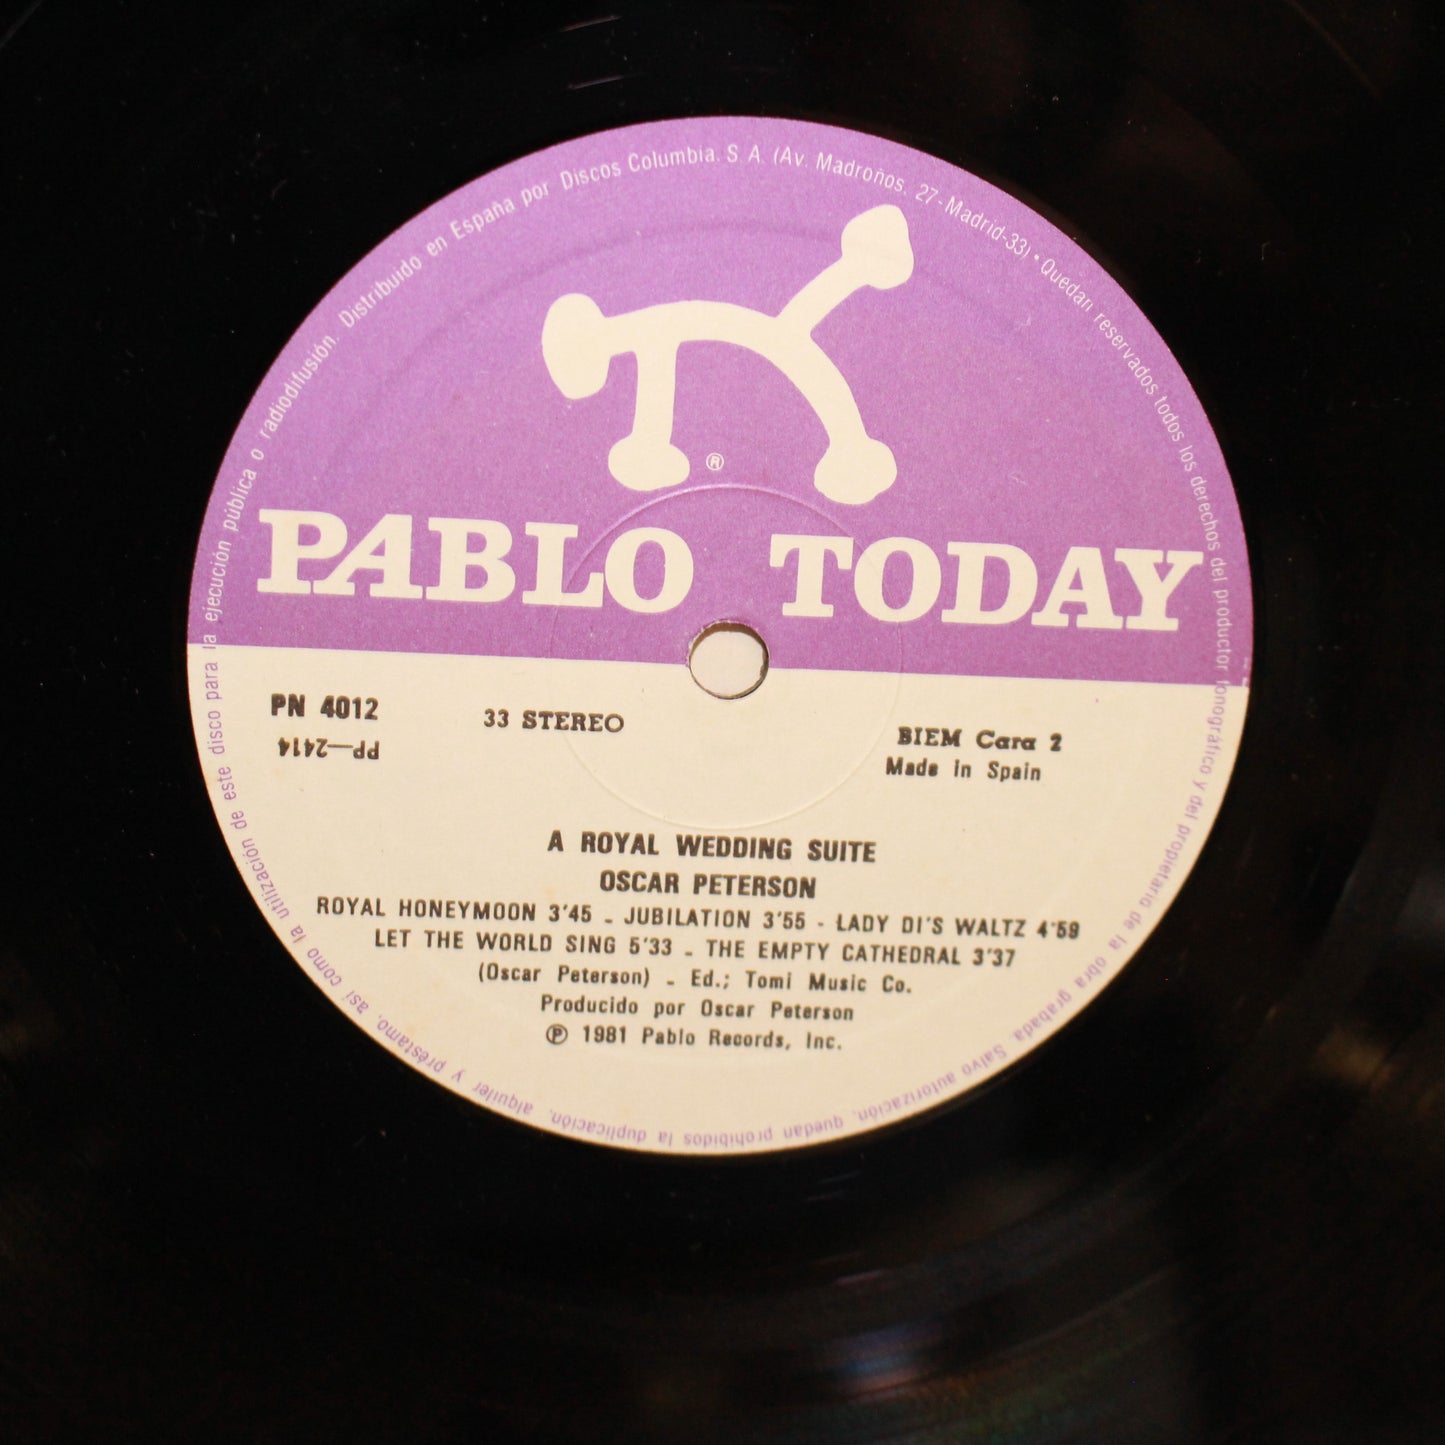 Distribuido en España por Discos Columbia. S. A. (Av. Madroños, 27-Madrid-33) • Quedan reservados todos los derechos del productor fonográfico y del propietario de la obra grabada. Salvo autorización, quedan prohibidos la duplicación, alquiler y préstamo, así como la utilización de este disco para la ejecución pública o radiodifusión.
®
PABLO TODAY
PN 4012
PP—2414
33 STEREO
BIEM Cara 2
Made in Spain
A ROYAL WEDDING SUITE
OSCAR PETERSON
ROYAL HONEYMOON 3'45 - JUBILATION 3'55 - LADY DI'S WALTZ 4'59
LET THE WORLD SING 5'33 - THE EMPTY CATHEDRAL 3'37
(Oscar Peterson) - Ed.; Tomi Music Co.
Producido por Oscar Peterson
℗ 1981 Pablo Records, Inc.